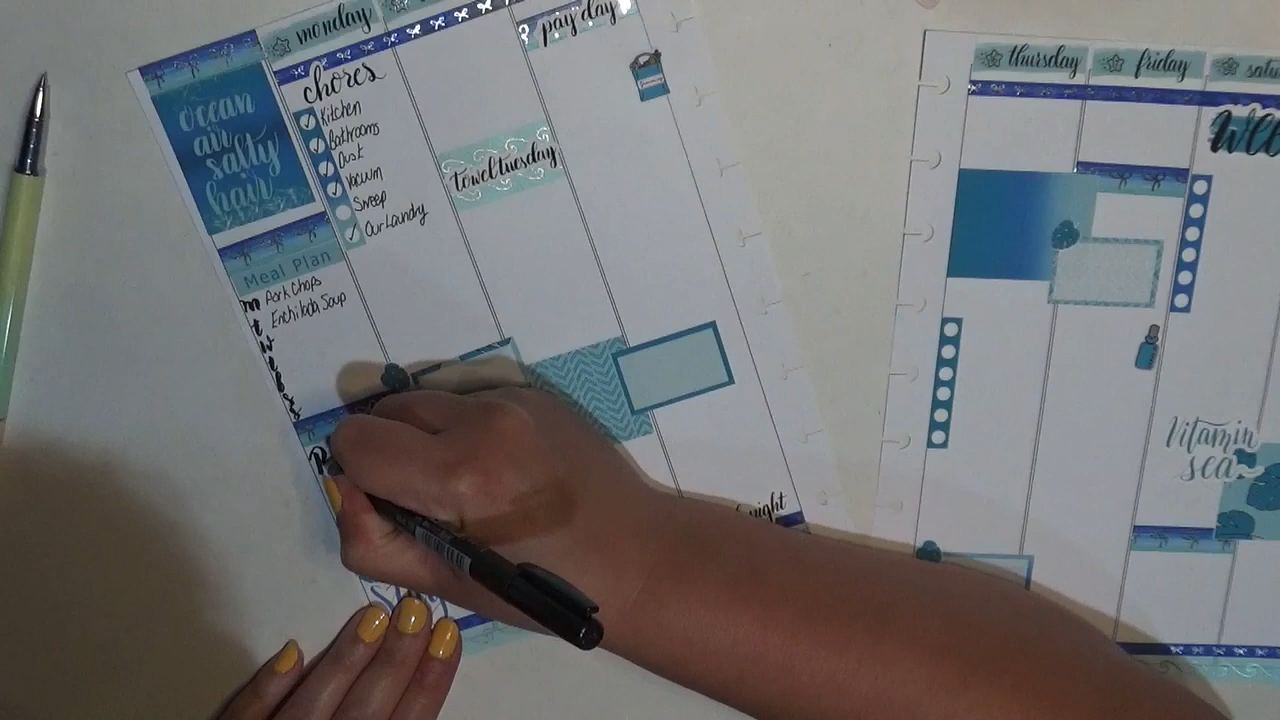 monday
pay day
ocean
air
salty
hair
chores
Kitchen
Bathrooms
Dust
Vacuum
Sweep
Our Laundry
towel tuesday
Meal Plan
m Pork Chops
t Enchilada Soup
w
night
thursday
friday
Vitamin
sea